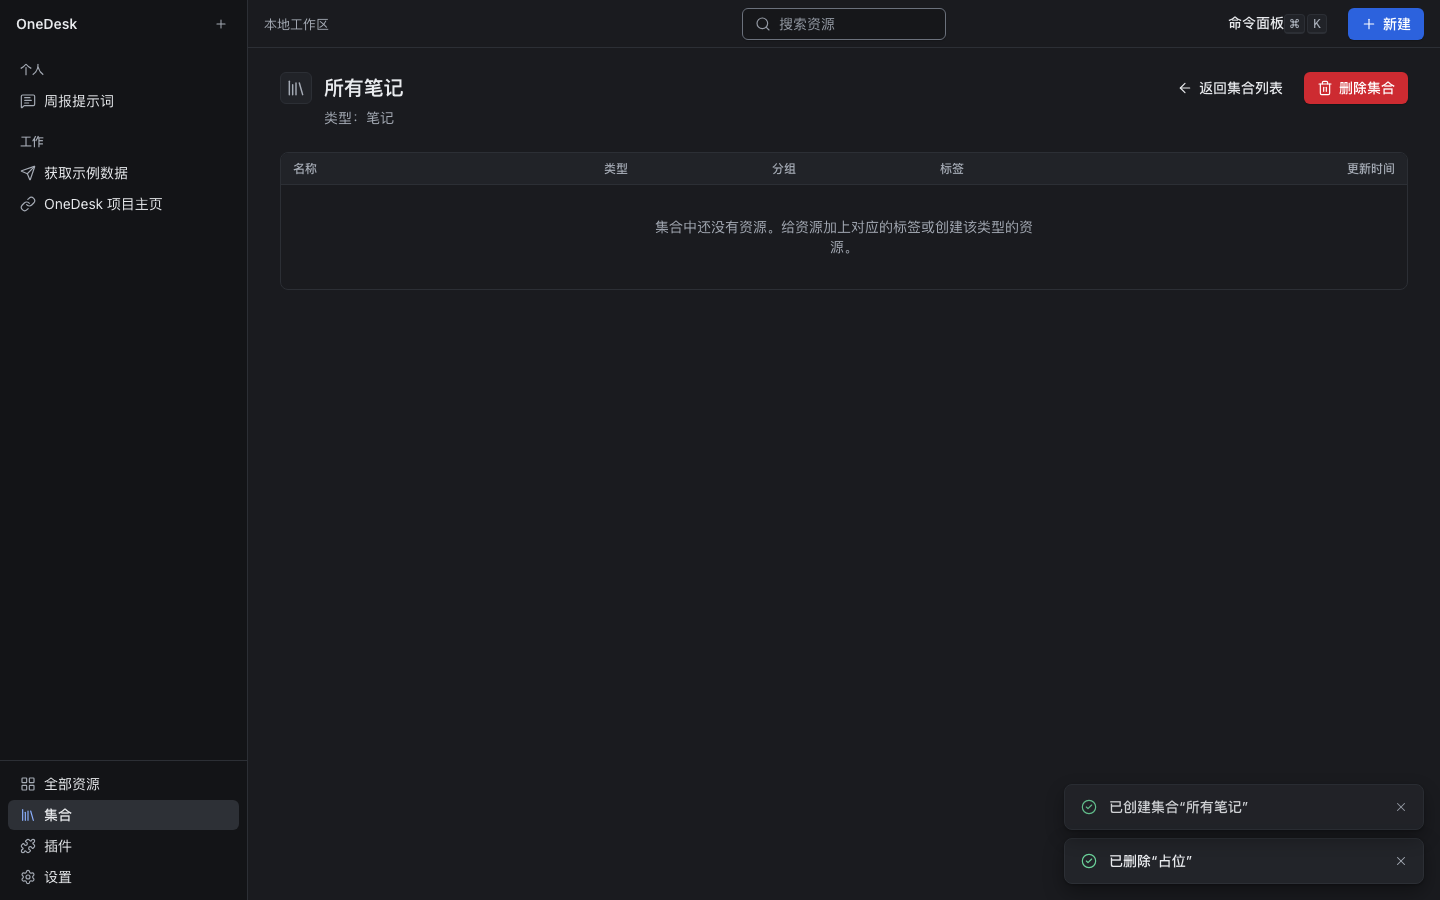 OneDesk
个人
周报提示词
工作
获取示例数据
OneDesk 项目主页
全部资源
集合
插件
设置
本地工作区
搜索资源
命令面板 ⌘ K
新建
所有笔记
类型：笔记
返回集合列表
删除集合
名称 类型 分组 标签 更新时间
集合中还没有资源。给资源加上对应的标签或创建该类型的资
源。
已创建集合“所有笔记”
已删除“占位”